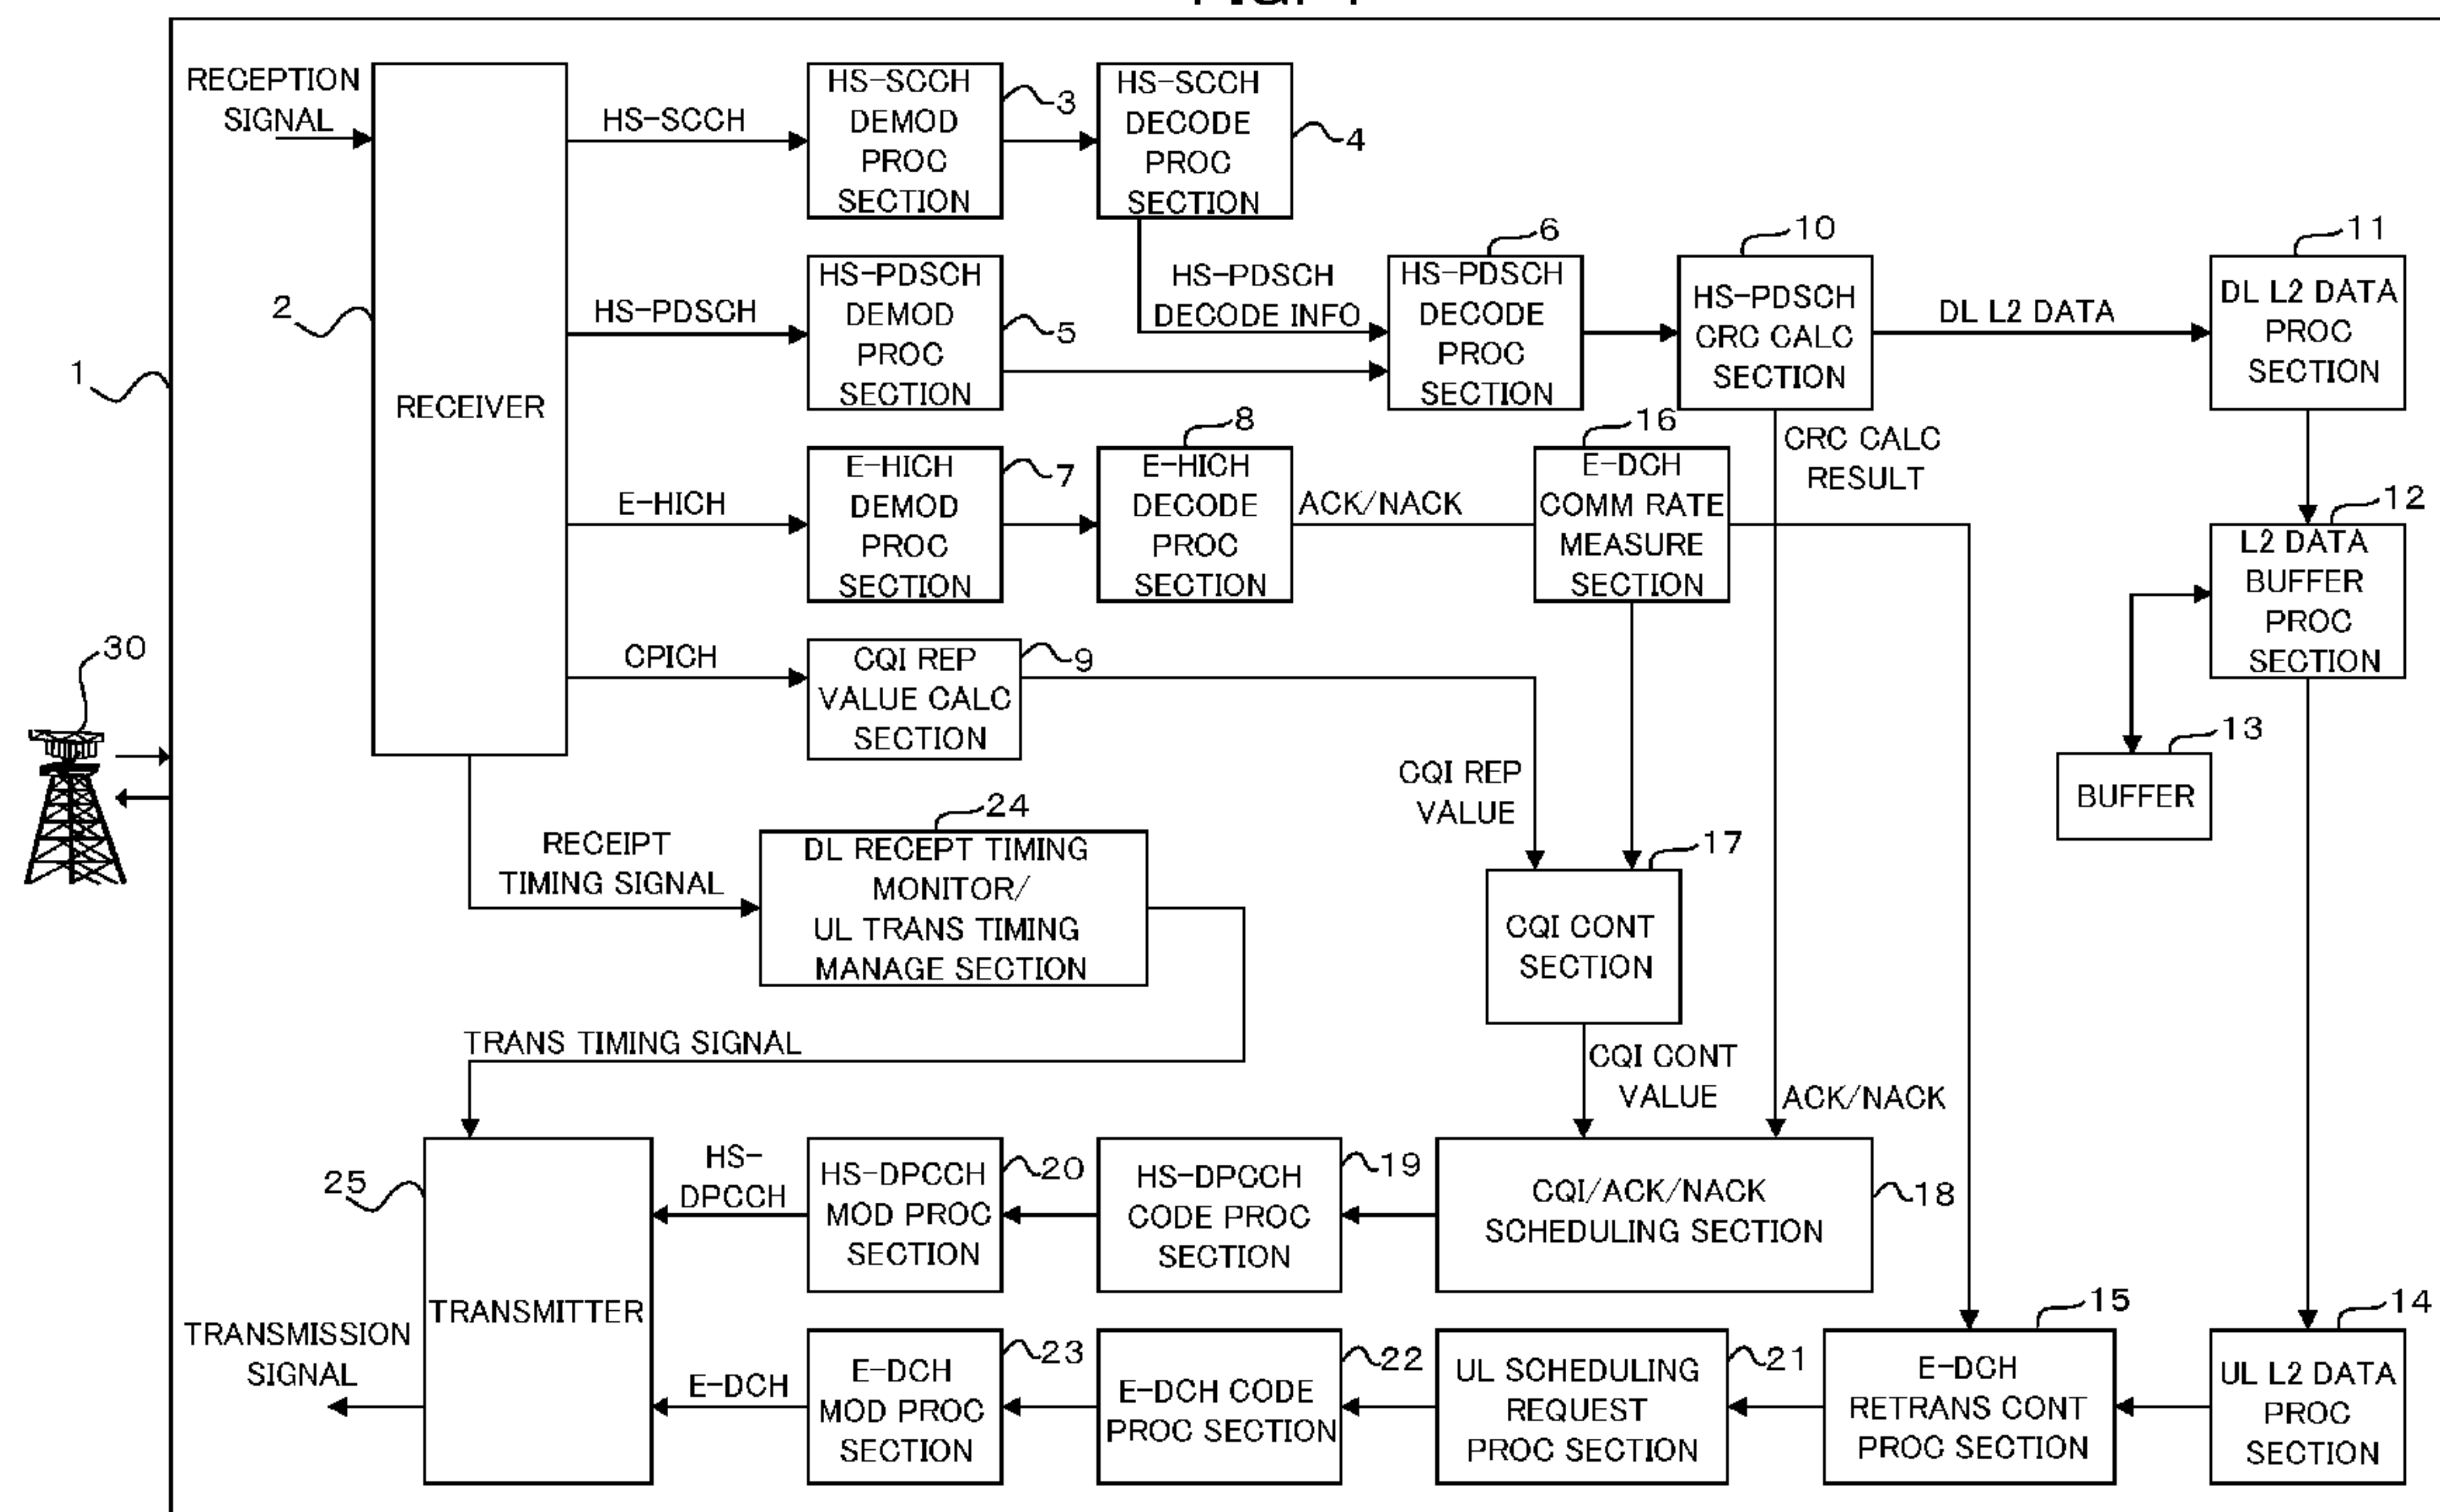 RECEPTION
SIGNAL
1
2
RECEIVER
HS-SCCH
HS-SCCH
DEMOD
PROC
SECTION
3
HS-SCCH
DECODE
PROC
SECTION
4
HS-PDSCH
HS-PDSCH
DEMOD
PROC
SECTION
5
HS-PDSCH
DECODE INFO
6
HS-PDSCH
DECODE
PROC
SECTION
10
HS-PDSCH
CRC CALC
SECTION
DL L2 DATA
11
DL L2 DATA
PROC
SECTION
E-HICH
E-HICH
DEMOD
PROC
SECTION
7
8
E-HICH
DECODE
PROC
SECTION
ACK/NACK
16
E-DCH
COMM RATE
MEASURE
SECTION
CRC CALC
RESULT
12
L2 DATA
BUFFER
PROC
SECTION
13
BUFFER
30
CPICH
CQI REP
VALUE CALC
SECTION
9
CQI REP
VALUE
RECEIPT
TIMING SIGNAL
24
DL RECEPT TIMING
MONITOR/
UL TRANS TIMING
MANAGE SECTION
17
CQI CONT
SECTION
TRANS TIMING SIGNAL
CQI CONT
VALUE
ACK/NACK
25
TRANSMITTER
HS-
DPCCH
HS-DPCCH
MOD PROC
SECTION
20
HS-DPCCH
CODE PROC
SECTION
19
CQI/ACK/NACK
SCHEDULING SECTION
18
TRANSMISSION
SIGNAL
E-DCH
E-DCH
MOD PROC
SECTION
23
E-DCH CODE
PROC SECTION
22
UL SCHEDULING
REQUEST
PROC SECTION
21
E-DCH
RETRANS CONT
PROC SECTION
15
UL L2 DATA
PROC
SECTION
14